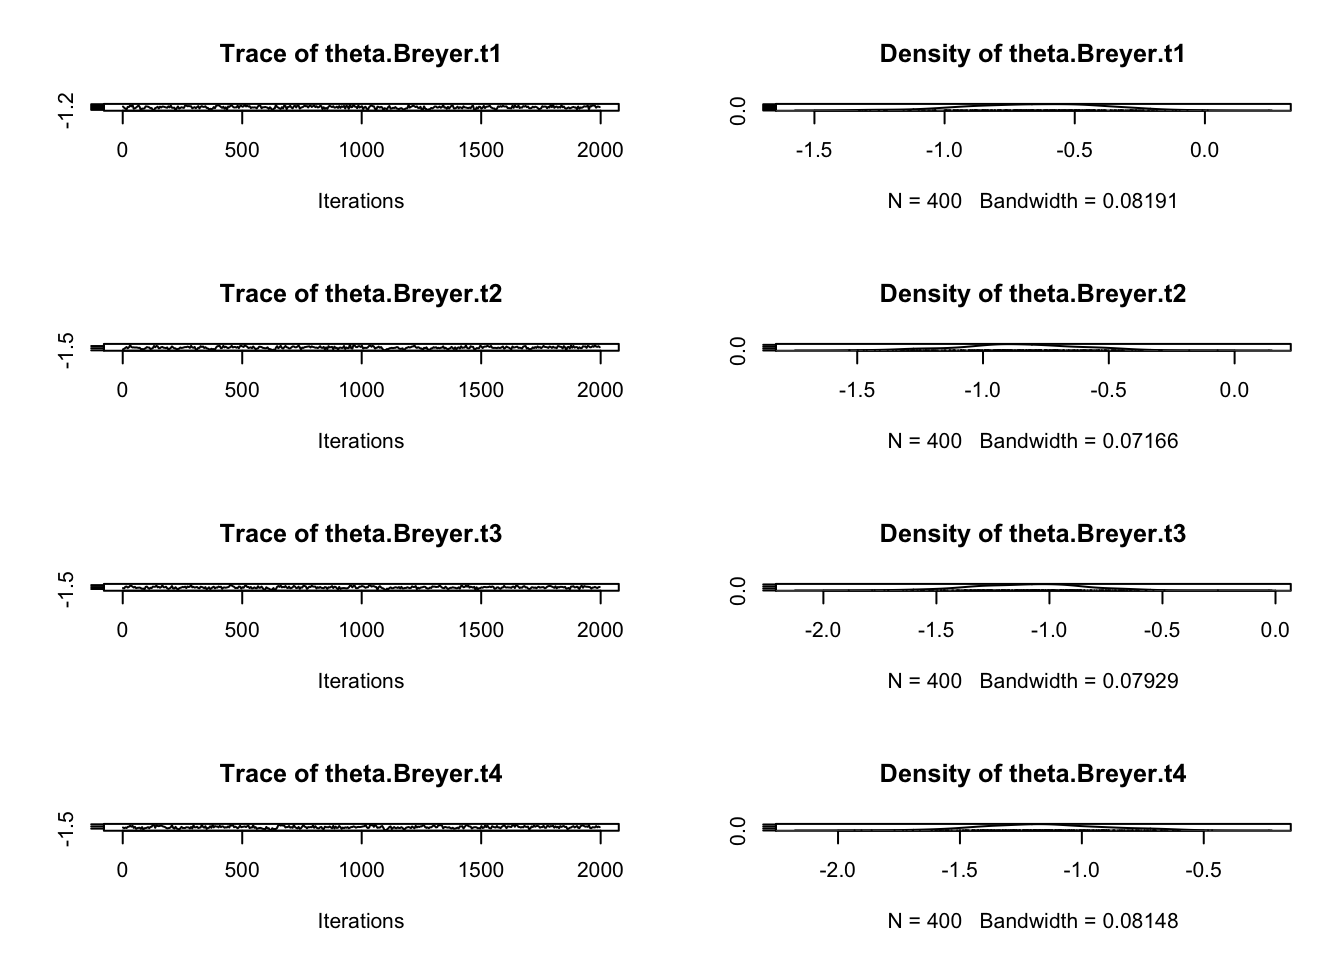 Trace of theta.Breyer.t1
Density of theta.Breyer.t1
-1.2
0.0
0 500 1000 1500 2000
-1.5 -1.0 -0.5 0.0
Iterations
N = 400 Bandwidth = 0.08191
Trace of theta.Breyer.t2
Density of theta.Breyer.t2
-1.5
0.0
0 500 1000 1500 2000
-1.5 -1.0 -0.5 0.0
Iterations
N = 400 Bandwidth = 0.07166
Trace of theta.Breyer.t3
Density of theta.Breyer.t3
-1.5
0.0
0 500 1000 1500 2000
-2.0 -1.5 -1.0 -0.5 0.0
Iterations
N = 400 Bandwidth = 0.07929
Trace of theta.Breyer.t4
Density of theta.Breyer.t4
-1.5
0.0
0 500 1000 1500 2000
-2.0 -1.5 -1.0 -0.5
Iterations
N = 400 Bandwidth = 0.08148